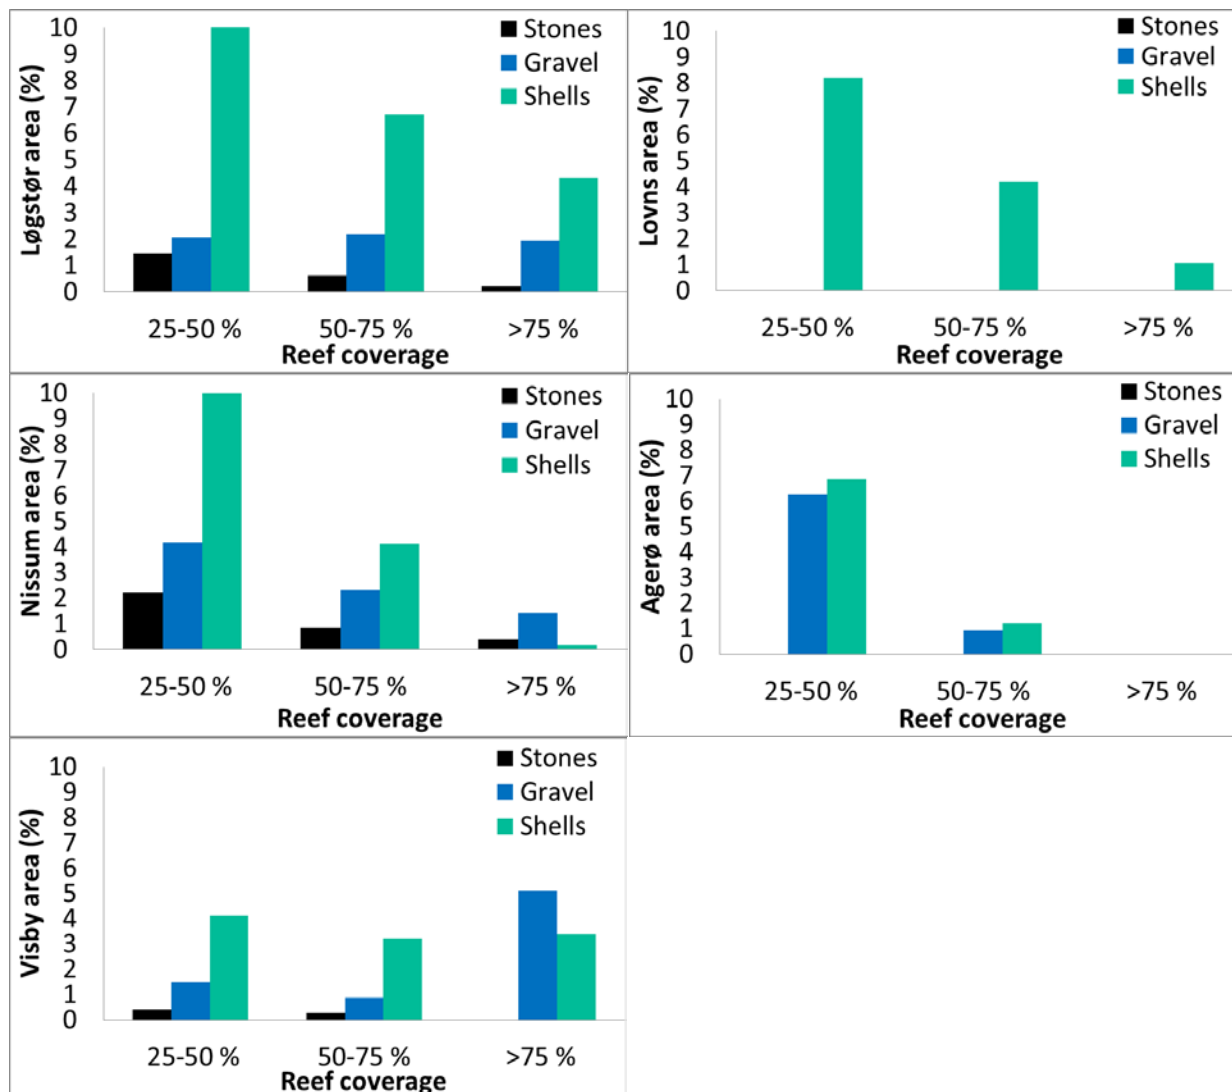 Løgstør area (%)
10
9
8
7
6
5
4
3
2
1
0
Stones
Gravel
Shells
25-50 %
50-75 %
>75 %
Reef coverage
Lovns area (%)
10
9
8
7
6
5
4
3
2
1
0
Stones
Gravel
Shells
25-50 %
50-75 %
>75 %
Reef coverage
Nissum area (%)
10
9
8
7
6
5
4
3
2
1
0
Stones
Gravel
Shells
25-50 %
50-75 %
>75 %
Reef coverage
Agerø area (%)
10
9
8
7
6
5
4
3
2
1
0
Stones
Gravel
Shells
25-50 %
50-75 %
>75 %
Reef coverage
Visby area (%)
10
9
8
7
6
5
4
3
2
1
0
Stones
Gravel
Shells
25-50 %
50-75 %
>75 %
Reef coverage